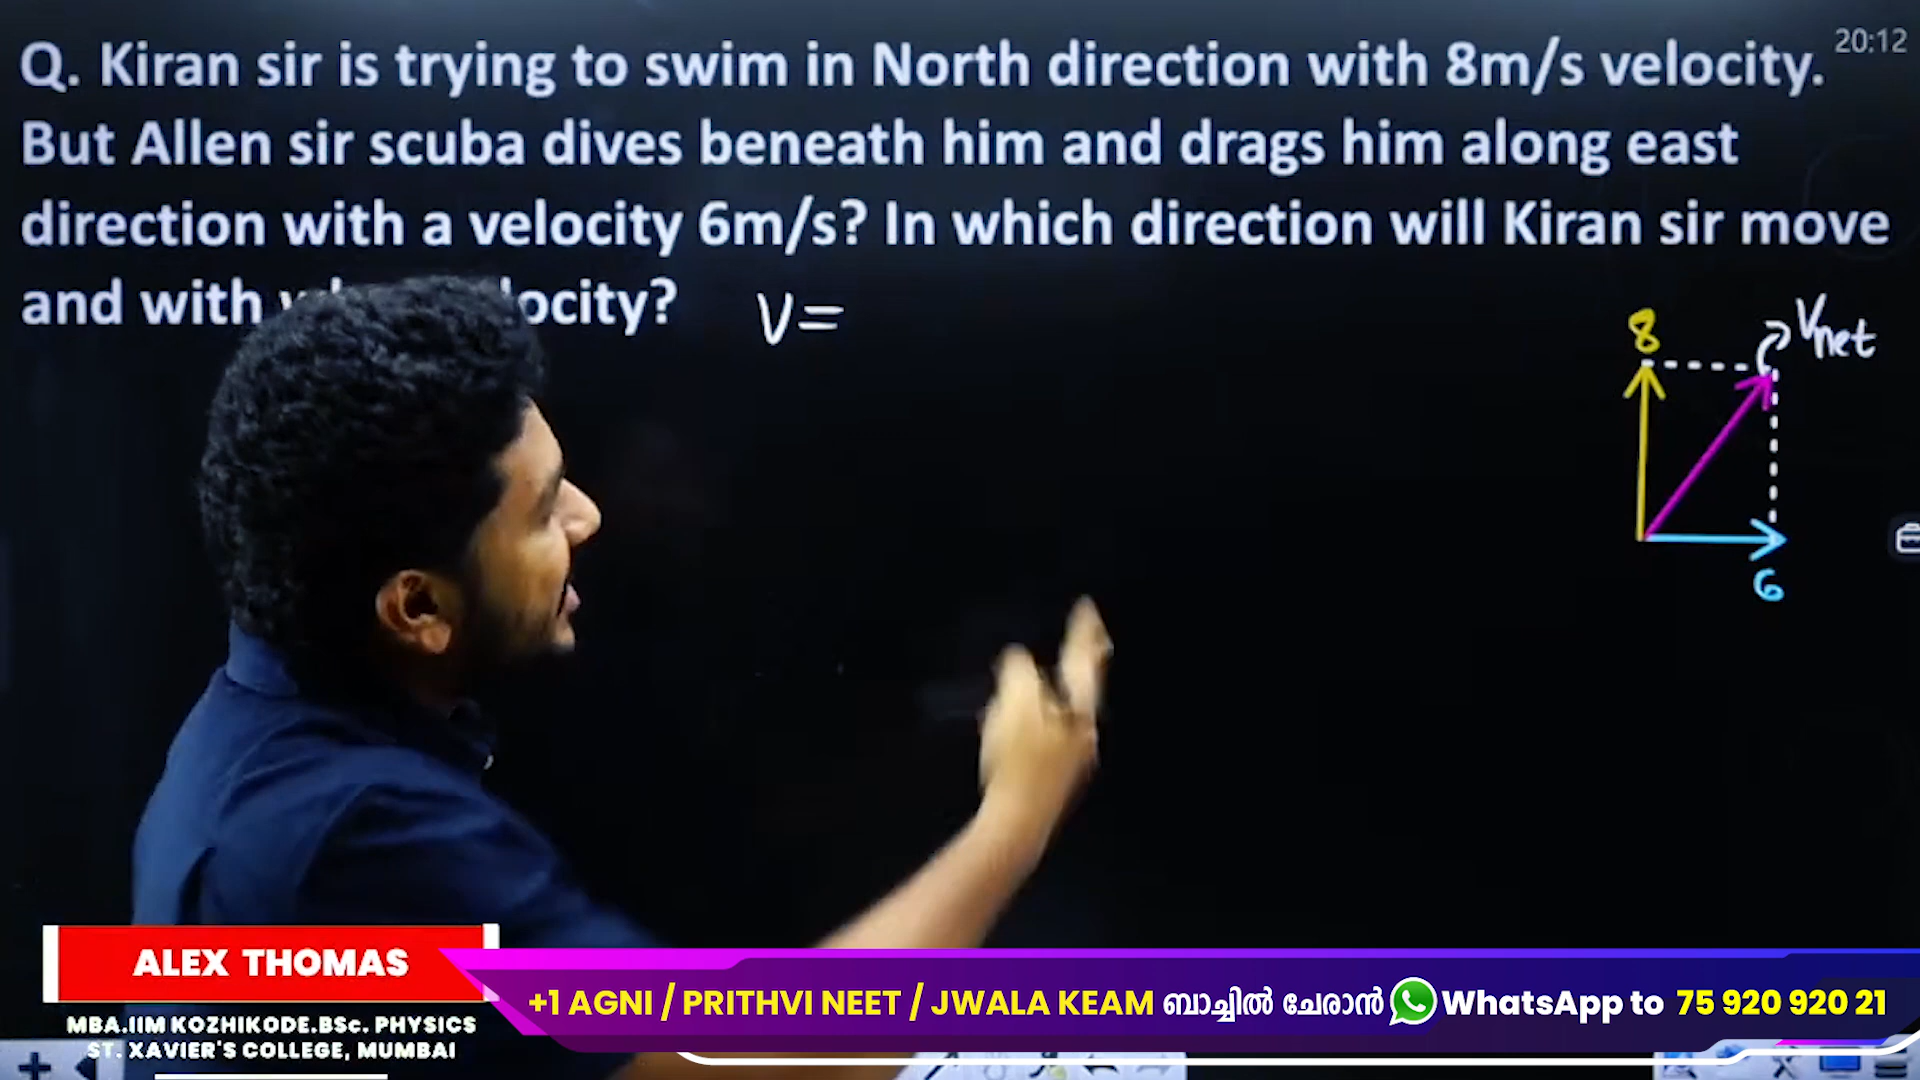 Q. Kiran sir is trying to swim in North direction with 8m/s velocity.
20:12
But Allen sir scuba dives beneath him and drags him along east
direction with a velocity 6m/s? In which direction will Kiran sir move
and with velocity?
V=
8
Vnet
6
ALEX THOMAS
MBA.IIM KOZHIKODE.BSc. PHYSICS
ST. XAVIER'S COLLEGE, MUMBAI
+1 AGNI / PRITHVI NEET / JWALA KEAM ബാച്ചിൽ ചേരാൻ WhatsApp to 75 920 920 21